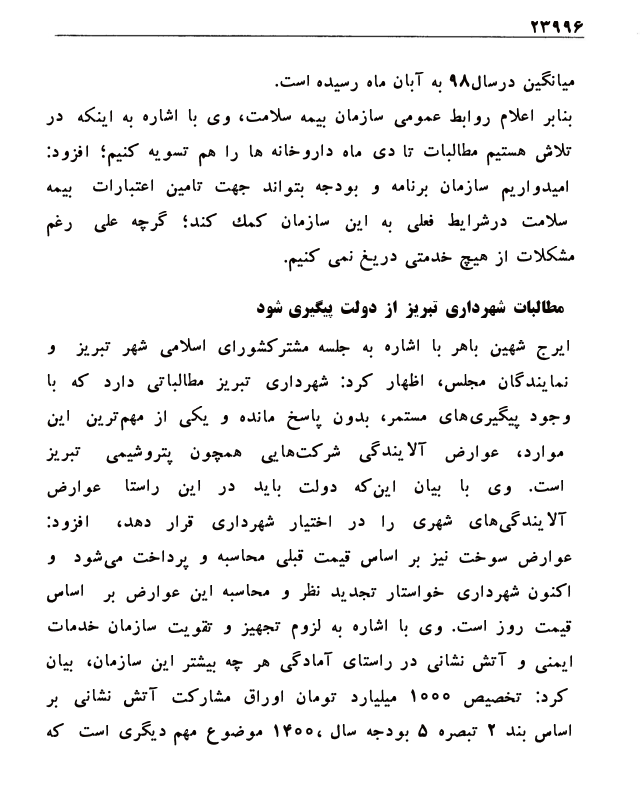 ۲۳۹۹۶
میانگین درسال۹۸ به آبان ماه رسیده است.
بنابر اعلام روابط عمومی سازمان بیمه سلامت، وی با اشاره به اینکه در
تلاش هستیم مطالبات تا دی ماه داروخانه ها را هم تسویه کنیم؛ افزود:
امیدواریم سازمان برنامه و بودجه بتواند جهت تامین اعتبارات بیمه
سلامت درشرایط فعلی به این سازمان کمك کند؛ گرچه علی رغم
مشکلات از هیچ خدمتی دریغ نمی کنیم.
مطالبات شهرداری تبریز از دولت پیگیری شود
ایرج شهین باهر با اشاره به جلسه مشترکشورای اسلامی شهر تبریز و
نمایندگان مجلس، اظهار کرد: شهرداری تبریز مطالباتی دارد که با
وجود پیگیری‌های مستمر، بدون پاسخ مانده و یکی از مهم‌ترین این
موارد، عوارض آلایندگی شرکت‌هایی همچون پتروشیمی تبریز
است. وی با بیان این‌که دولت باید در این راستا عوارض
آلایندگی‌های شهری را در اختیار شهرداری قرار دهد، افزود:
عوارض سوخت نیز بر اساس قیمت قبلی محاسبه و پرداخت می‌شود و
اکنون شهرداری خواستار تجدید نظر و محاسبه این عوارض بر اساس
قیمت روز است. وی با اشاره به لزوم تجهیز و تقویت سازمان خدمات
ایمنی و آتش نشانی در راستای آمادگی هر چه بیشتر این سازمان، بیان
کرد: تخصیص ۱۰۰۰ میلیارد تومان اوراق مشارکت آتش نشانی بر
اساس بند ۲ تبصره ۵ بودجه سال ،۱۴۰۰ موضوع مهم دیگری است که